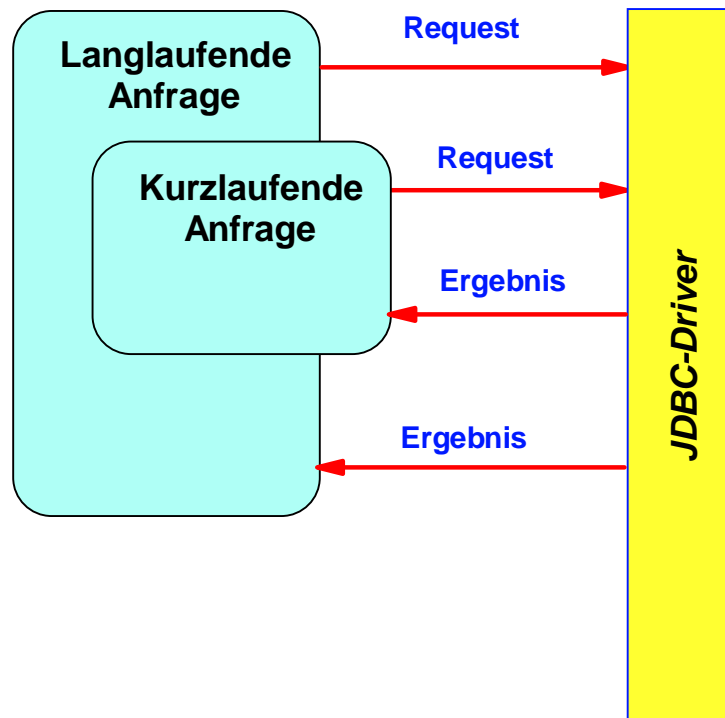 Langlaufende
Anfrage
Request
Kurzlaufende
Anfrage
Request
Ergebnis
Ergebnis
JDBC-Driver